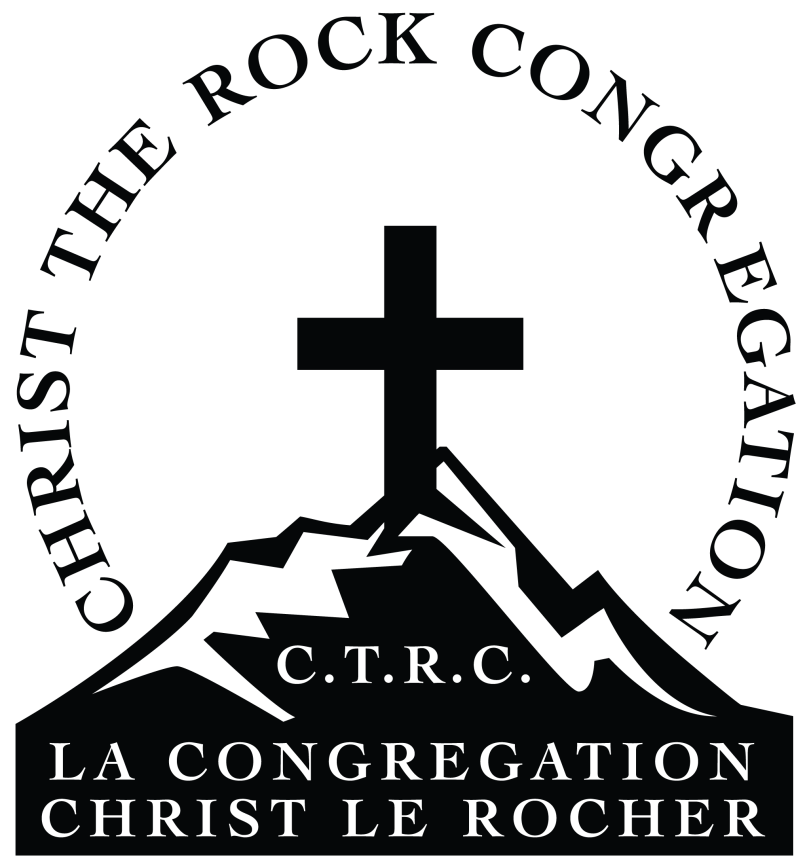 CHRIST THE ROCK CONGREGATION
C.T.R.C.
LA CONGREGATION
CHRIST LE ROCHER